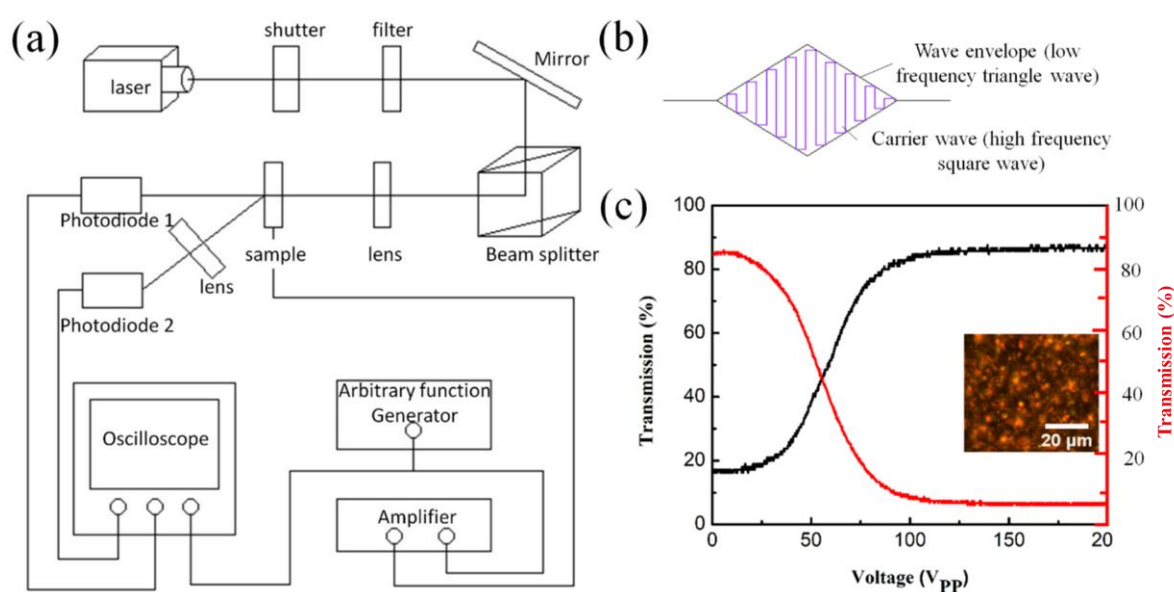 (a)
shutter
filter
Mirror
laser
Photodiode 1
sample
lens
Beam splitter
lens
Photodiode 2
Oscilloscope
Arbitrary function
Generator
Amplifier
(b)
Wave envelope (low
frequency triangle wave)
Carrier wave (high frequency
square wave)
(c)
100
80
60
40
20
0
Transmission (%)
100
80
60
40
20
Transmission (%)
20 µm
0
50
100
150
20
Voltage (VPP)